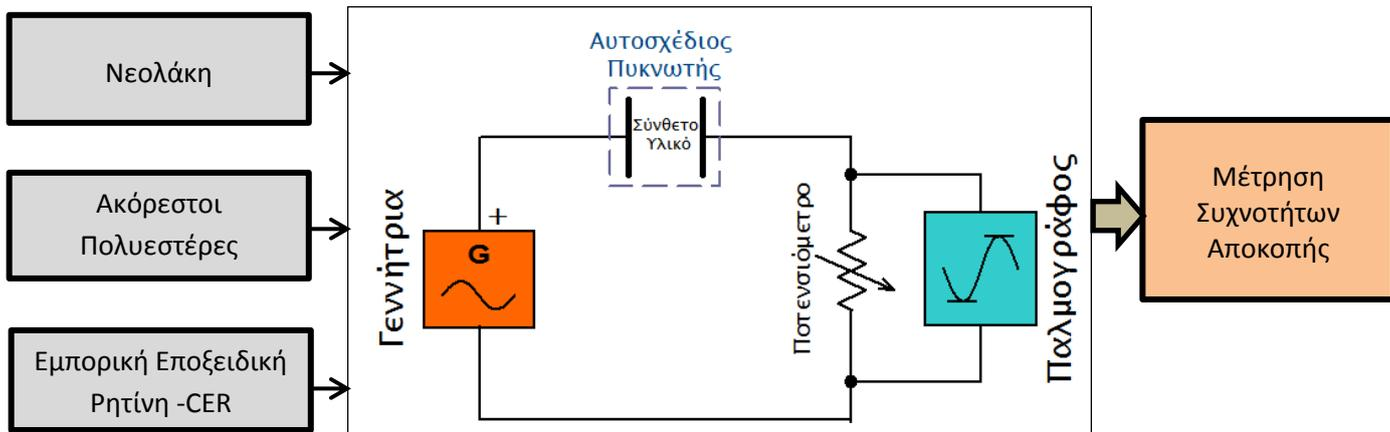 Νεολάκη
Ακόρεστοι
Πολυεστέρες
Εμπορική Εποξειδική
Ρητίνη -CER
Αυτοσχέδιος
Πυκνωτής
Σύνθετο
Υλικό
Γεννήτρια
+
G
Ποτενσιόμετρο
Παλμογράφος
Μέτρηση
Συχνοτήτων
Αποκοπής